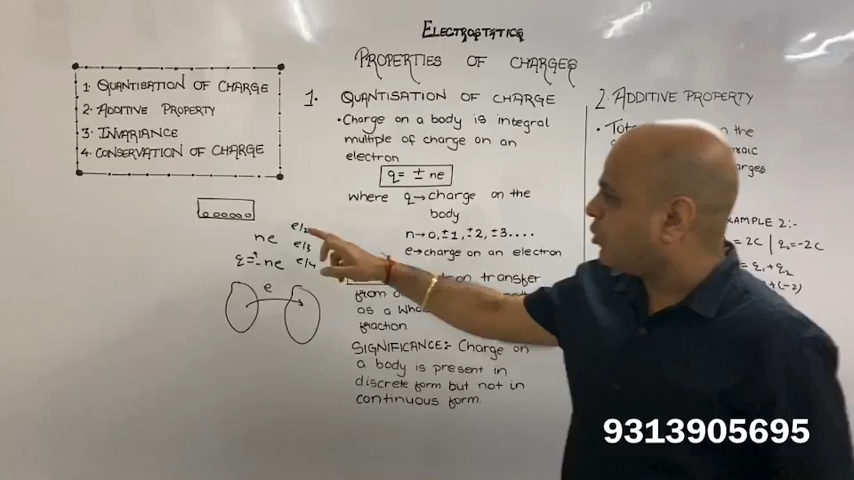 ELECTROSTATICS
PROPERTIES OF CHARGES
1. QUANTISATION OF CHARGE
2. ADDITIVE PROPERTY
3. INVARIANCE
4. CONSERVATION OF CHARGE
ne
q=±ne
e/2
e/3
e/4
e
1. QUANTISATION OF CHARGE
• Charge on a body is integral
multiple of charge on an
electron
q= ±ne
where q→charge on the
body
n→0,±1,±2,±3....
e→charge on an electron
transfer
from
as a
fraction.
SIGNIFICANCE:- Charge on
a body is present in
discrete form but not in
continuous form.
2. ADDITIVE PROPERTY
• the
EXAMPLE 2:-
=2C | q₂=-2C
=q₁+q₂
+(-2)
9313905695